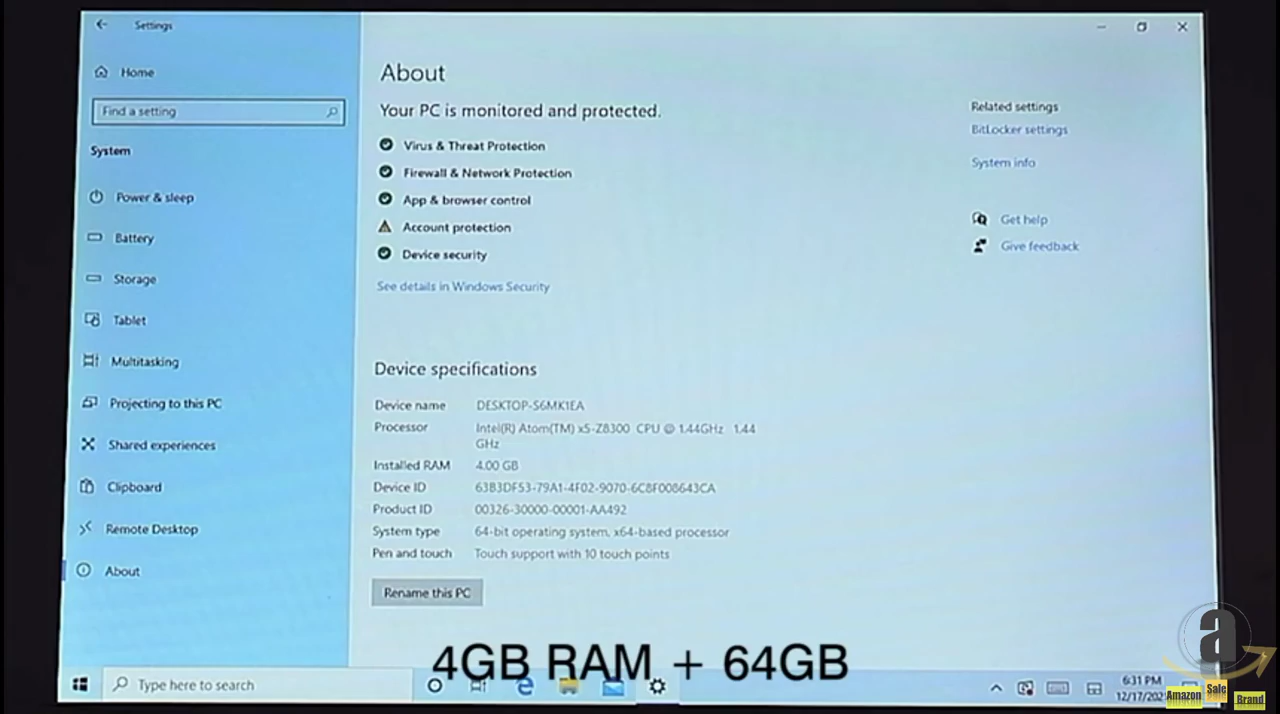 Settings
Home
Find a setting
System
Power & sleep
Battery
Storage
Tablet
Multitasking
Projecting to this PC
Shared experiences
Clipboard
Remote Desktop
About
About
Your PC is monitored and protected.
Virus & Threat Protection
Firewall & Network Protection
App & browser control
Account protection
Device security
See details in Windows Security
Device specifications
Device name DESKTOP-S6MK1EA
Processor Intel(R) Atom(TM) x5-Z8300 CPU @ 1.44GHz 1.44
GHz
Installed RAM 4.00 GB
Device ID 63B3DF53-79A1-4F02-9070-6C8F008643CA
Product ID 00326-30000-00001-AA492
System type 64-bit operating system, x64-based processor
Pen and touch Touch support with 10 touch points
Rename this PC
Related settings
BitLocker settings
System info
Get help
Give feedback
4GB RAM + 64GB
Type here to search
6:31 PM
a
Amazon Sale Brand